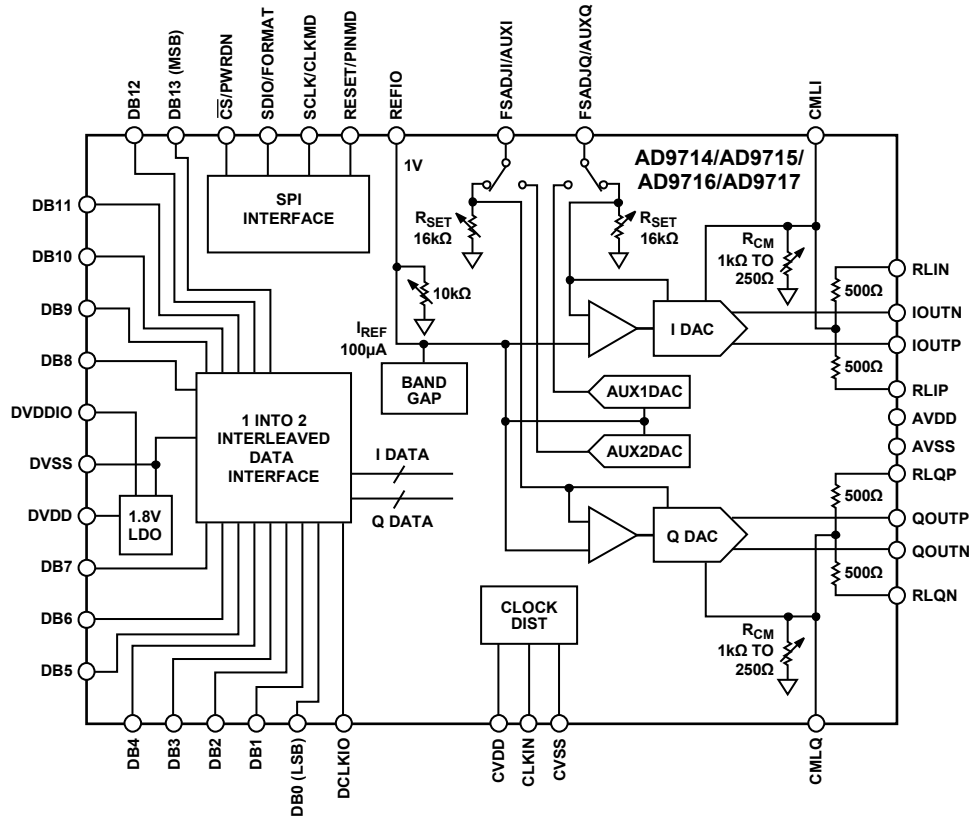 DB12
DB13 (MSB)
CS/PWRDN
SDIO/FORMAT
SCLK/CLKMD
RESET/PINMD
REFIO
FSADJI/AUXI
FSADJQ/AUXQ
CMLI
AD9714/AD9715/
AD9716/AD9717
1V
SPI
INTERFACE
RSET
16kΩ
RSET
16kΩ
RCM
1kΩ TO
250Ω
10kΩ
IREF
100µA
BAND
GAP
I DAC
AUX1DAC
AUX2DAC
Q DAC
500Ω
500Ω
500Ω
500Ω
DB11
DB10
DB9
DB8
DVDDIO
DVSS
DVDD
DB7
DB6
DB5
1 INTO 2
INTERLEAVED
DATA
INTERFACE
1.8V
LDO
I DATA
Q DATA
CLOCK
DIST
RCM
1kΩ TO
250Ω
RLIN
IOUTN
IOUTP
RLIP
AVDD
AVSS
RLQP
QOUTP
QOUTN
RLQN
DB4
DB3
DB2
DB1
DB0 (LSB)
DCLKIO
CVDD
CLKIN
CVSS
CMLQ